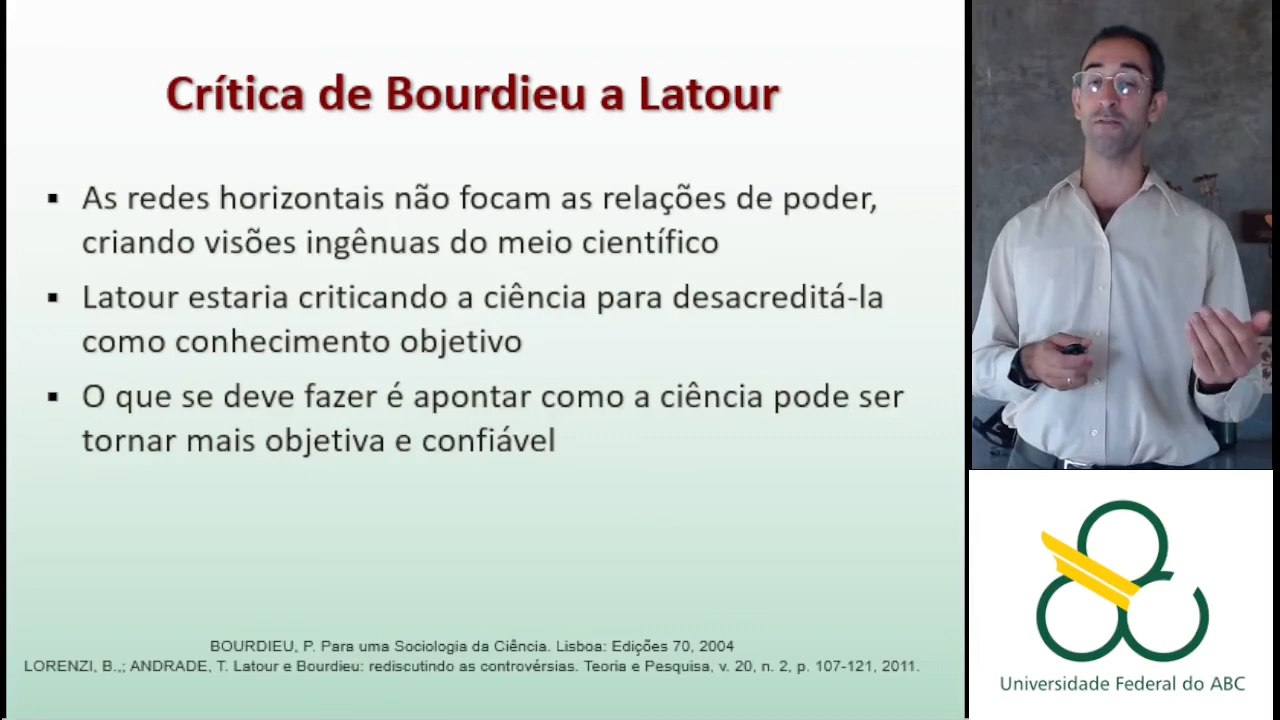 Crítica de Bourdieu a Latour
▪ As redes horizontais não focam as relações de poder,
criando visões ingênuas do meio científico
▪ Latour estaria criticando a ciência para desacreditá-la
como conhecimento objetivo
▪ O que se deve fazer é apontar como a ciência pode ser
tornar mais objetiva e confiável
BOURDIEU, P. Para uma Sociologia da Ciência. Lisboa: Edições 70, 2004
LORENZI, B.,; ANDRADE, T. Latour e Bourdieu: rediscutindo as controvérsias. Teoria e Pesquisa, v. 20, n. 2, p. 107-121, 2011.
Universidade Federal do ABC